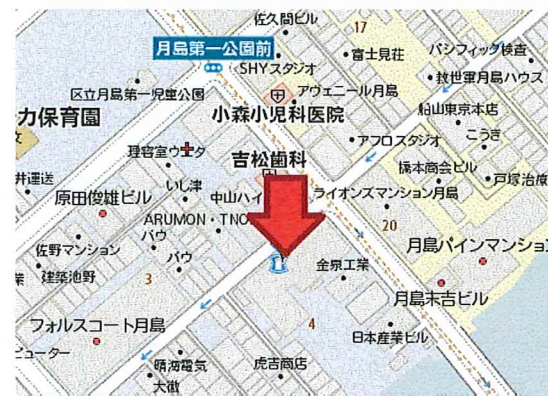 佐久間ビル
17
月島第一公園前
富士見荘
パシフィック検査
SHYスタジオ
救世軍月島ハウス
区立月島第一児童公園
アヴェニール月島
カ保育園
小森小児科医院
船山東京本店
文
アフロスタジオ
こうき
理容室ウエタ
吉松歯科
橋本商会ビル
井運送
いし津
戸塚治療
原田俊雄ビル
中山ハイ
ライオンズマンション月島
ARUMON・TNO
20
佐野マンション
バウ
月島パインマンション
バウ
金泉工業
業
建築池野
3
月島末吉ビル
フォルスコート月島
4
日本産業ビル
ピューター
晴海電気
虎吉商店
大徹